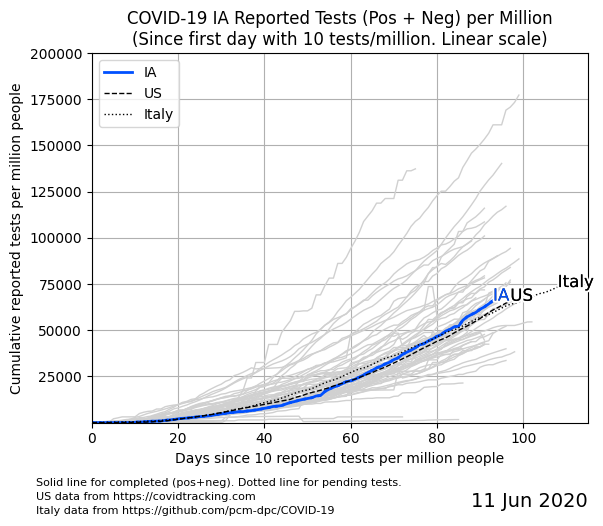 COVID-19 IA Reported Tests (Pos + Neg) per Million
(Since first day with 10 tests/million. Linear scale)
Cumulative reported tests per million people
200000
175000
150000
125000
100000
75000
50000
25000
IA
US
Italy
IA
US
Italy
0
20
40
60
80
100
Days since 10 reported tests per million people
Solid line for completed (pos+neg). Dotted line for pending tests.
US data from https://covidtracking.com
Italy data from https://github.com/pcm-dpc/COVID-19
11 Jun 2020